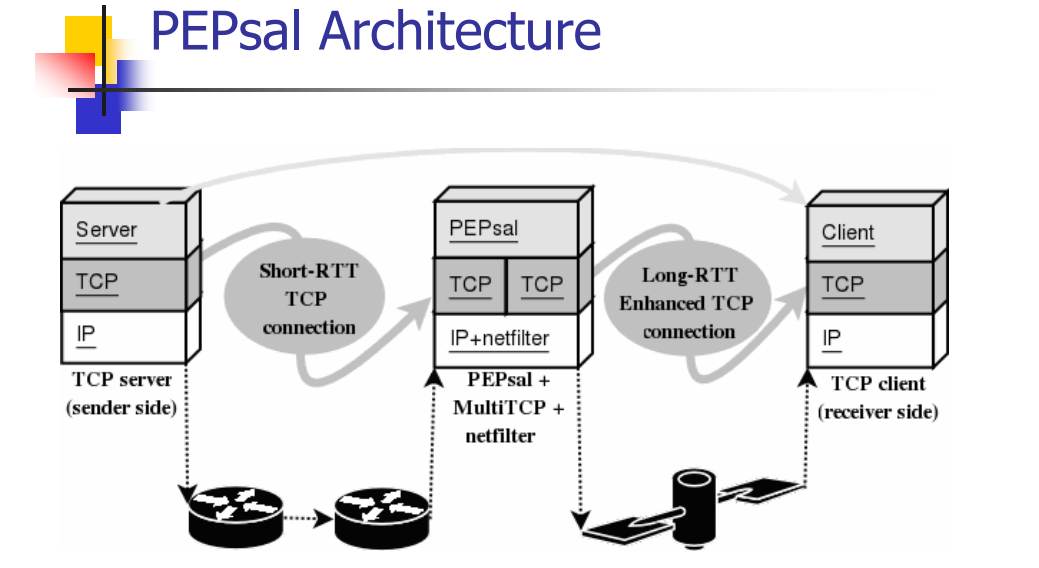 PEPsal Architecture
Server
TCP
IP
TCP server
(sender side)
Short-RTT
TCP
connection
PEPsal
TCP TCP
IP+netfilter
PEPsal +
MultiTCP +
netfilter
Long-RTT
Enhanced TCP
connection
Client
TCP
IP
TCP client
(receiver side)